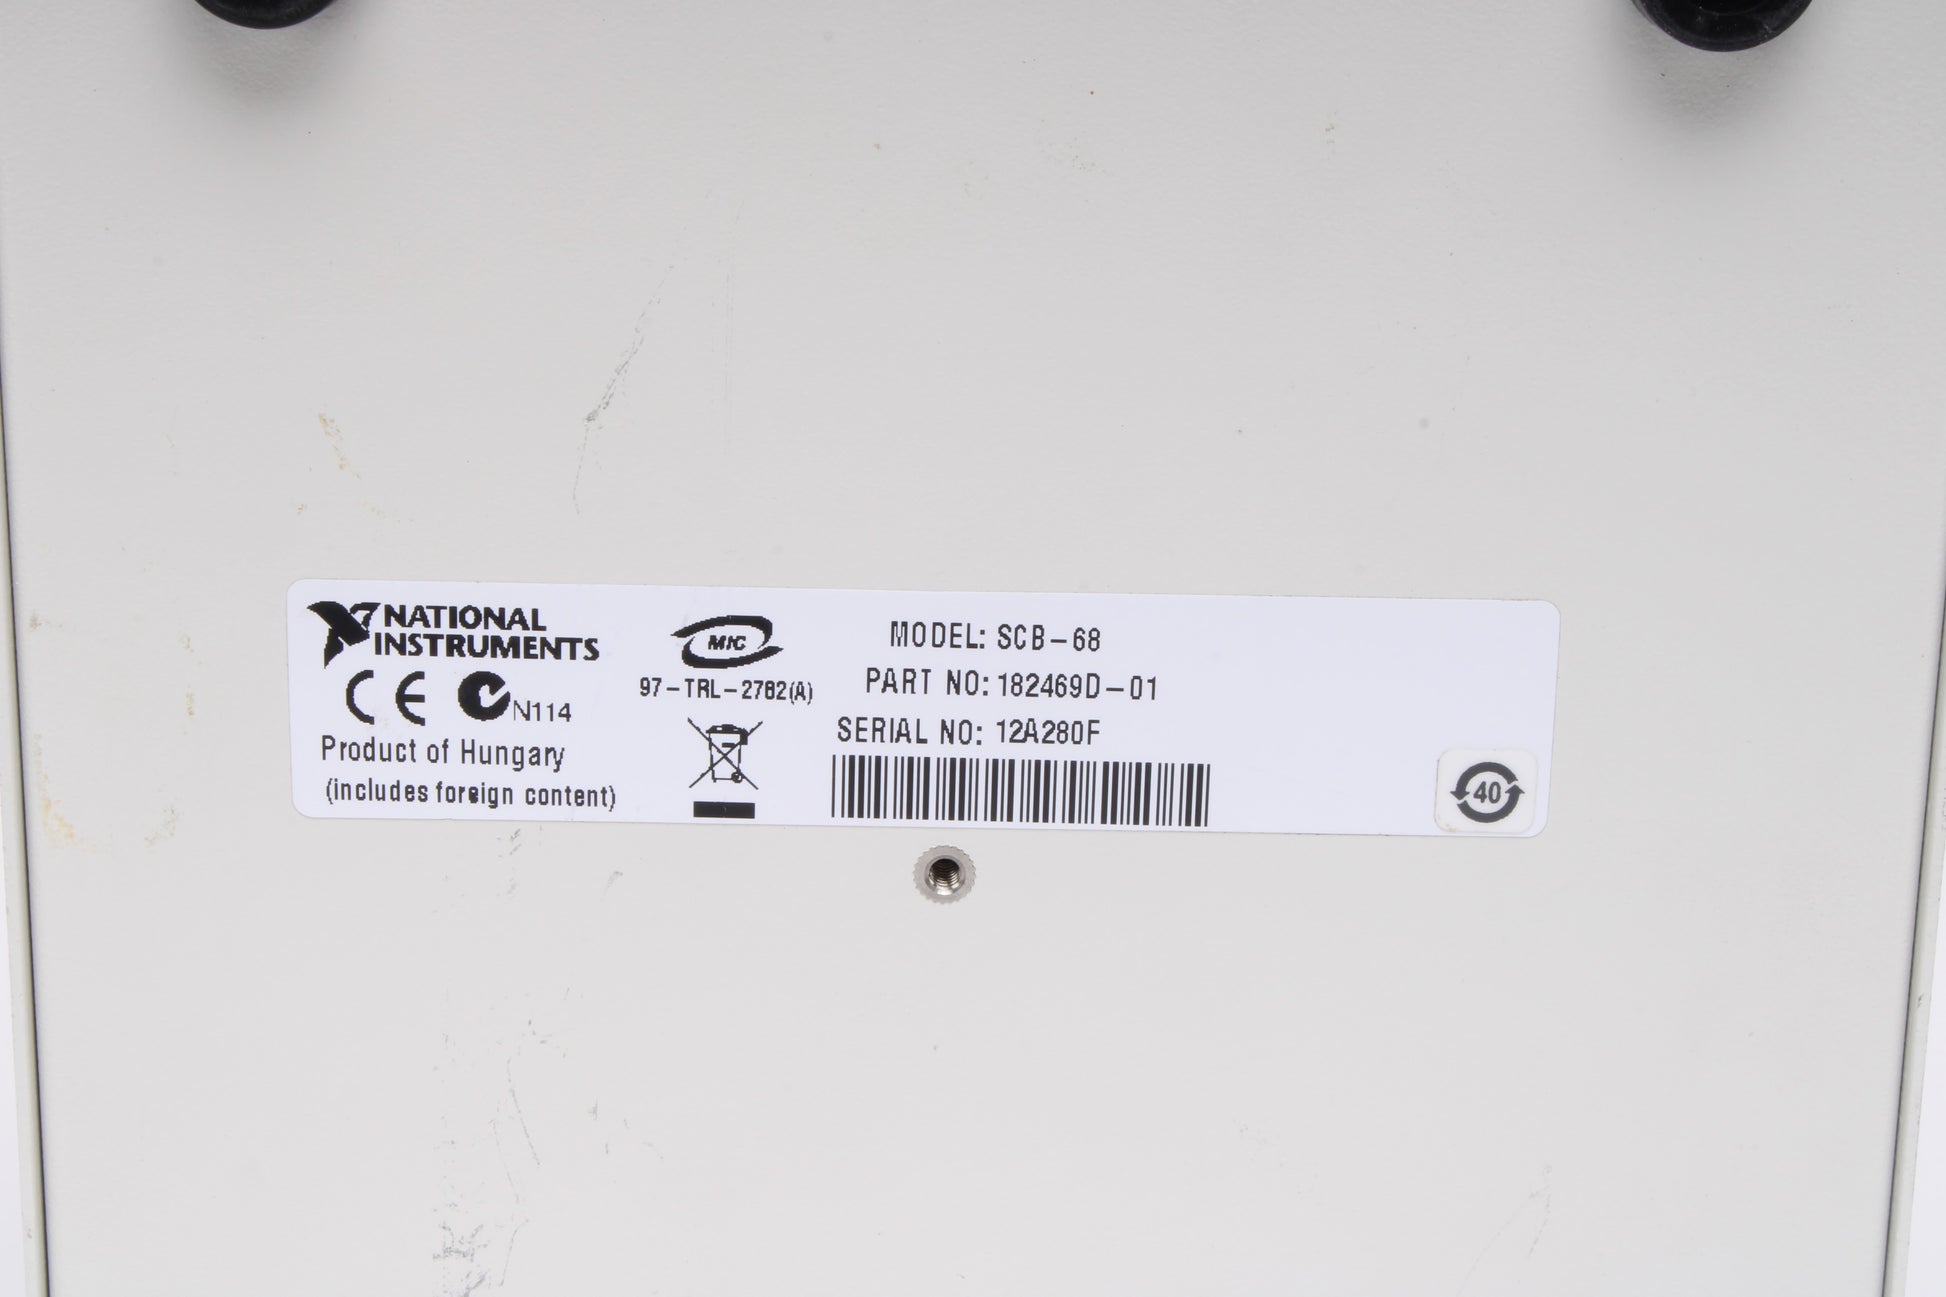 NATIONAL
INSTRUMENTS
CE N114
Product of Hungary
(includes foreign content)
MIC
97-TRL-2782(A)
MODEL: SCB-68
PART NO: 182469D-01
SERIAL NO: 12A280F
40